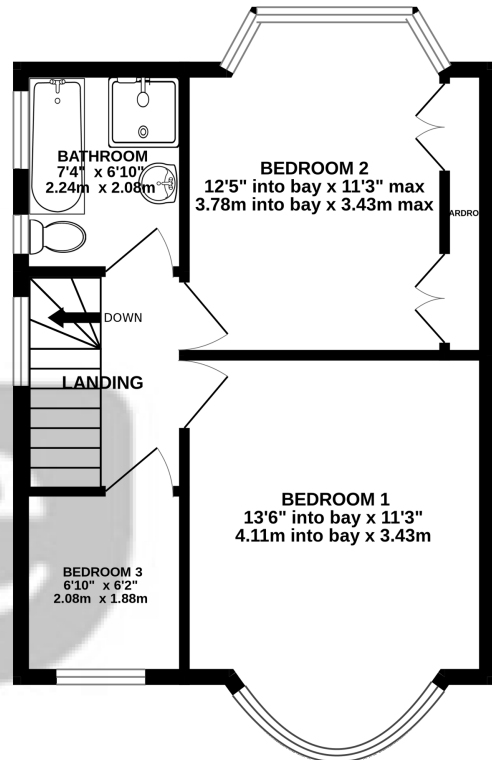 BATHROOM
7'4" x 6'10"
2.24m x 2.08m
BEDROOM 2
12'5" into bay x 11'3" max
3.78m into bay x 3.43m max
ARDRO
DOWN
LANDING
BEDROOM 1
13'6" into bay x 11'3"
4.11m into bay x 3.43m
BEDROOM 3
6'10" x 6'2"
2.08m x 1.88m